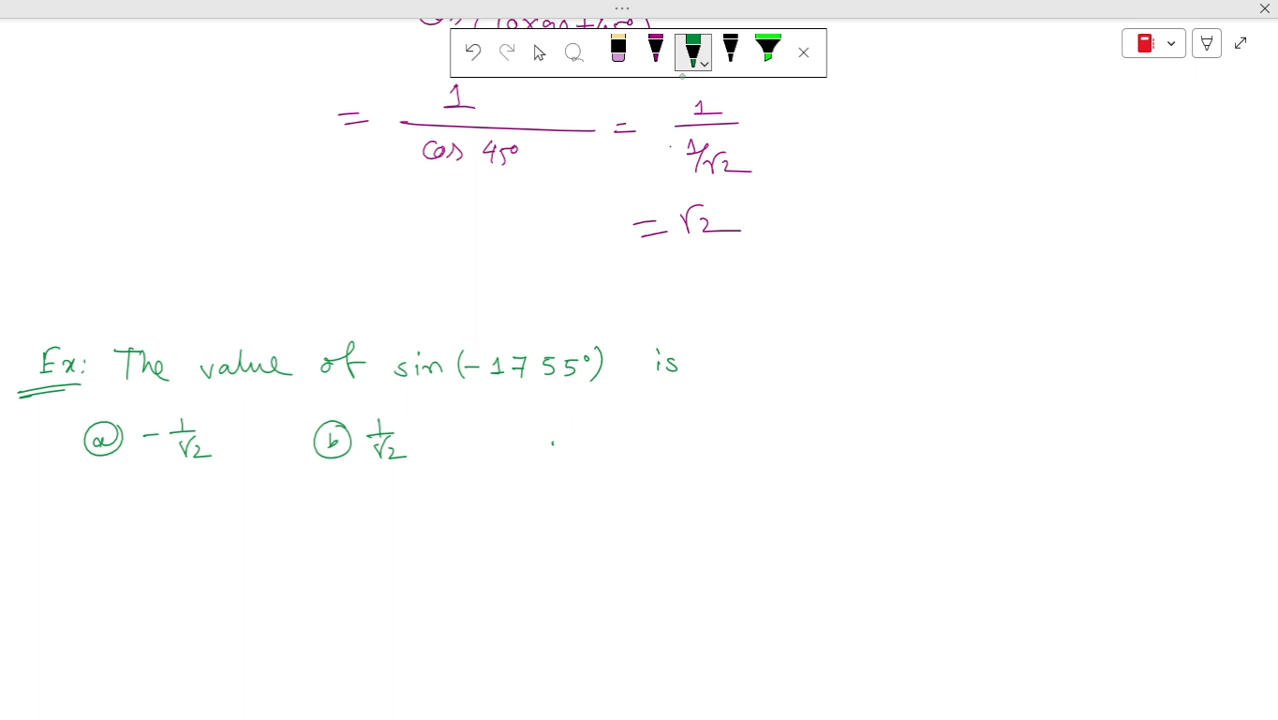 = 1 / cos 45° = 1 / 1/√2
= √2
Ex: The value of sin(-1755°) is
(a) -1/√2 (b) 1/√2